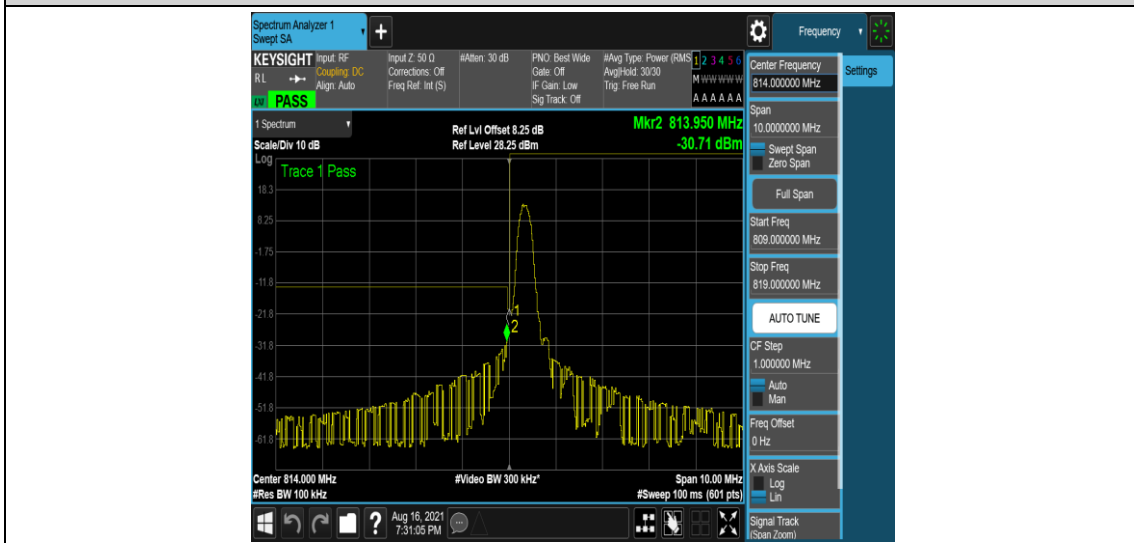 Spectrum Analyzer 1
Swept SA
+
Frequency
KEYSIGHT
RL
LXI
PASS
Input: RF
Coupling: DC
Align: Auto
Input Z: 50 Ω
Corrections: Off
Freq Ref: Int (S)
#Atten: 30 dB
PNO: Best Wide
Gate: Off
IF Gain: Low
Sig Track: Off
#Avg Type: Power (RMS
Avg|Hold: 30/30
Trig: Free Run
1 2 3 4 5 6
M W W W W W
A A A A A A
1 Spectrum
Scale/Div 10 dB
Ref Lvl Offset 8.25 dB
Ref Level 28.25 dBm
Mkr2 813.950 MHz
-30.71 dBm
Log
Trace 1 Pass
18.3
8.25
-1.75
-11.8
-21.8
-31.8
-41.8
-51.8
-61.8
1
2
Center 814.000 MHz
#Res BW 100 kHz
#Video BW 300 kHz*
Span 10.00 MHz
#Sweep 100 ms (601 pts)
Center Frequency
814.000000 MHz
Settings
Span
10.0000000 MHz
Swept Span
Zero Span
Full Span
Start Freq
809.000000 MHz
Stop Freq
819.000000 MHz
AUTO TUNE
CF Step
1.000000 MHz
Auto
Man
Freq Offset
0 Hz
X Axis Scale
Log
Lin
Signal Track
(Span Zoom)
?
Aug 16, 2021
7:31:05 PM